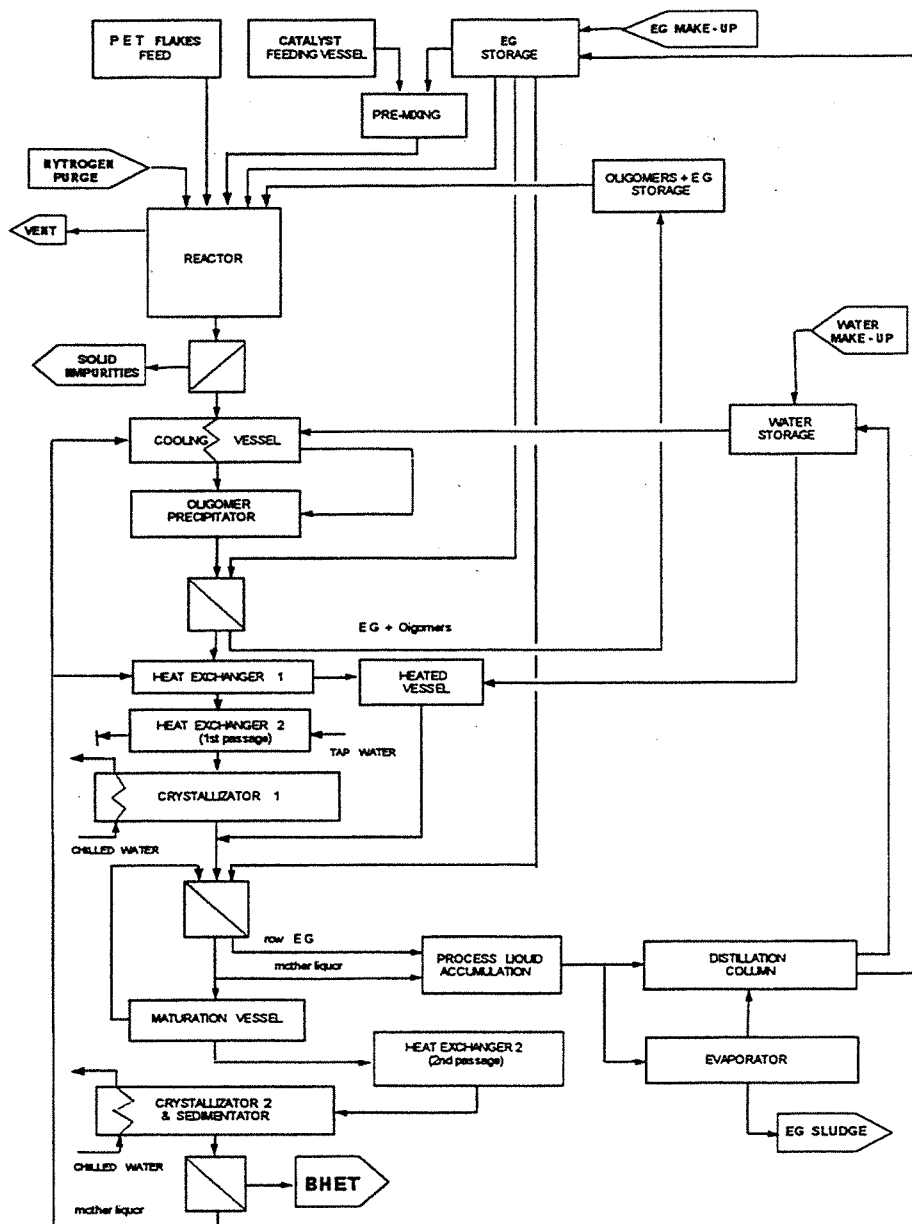 PET FLAKES
FEED
CATALYST
FEEDING VESSEL
EG
STORAGE
EG MAKE-UP
PRE-MIXING
NYTROGEN
PURGE
OLIGOMERS + EG
STORAGE
VENT
REACTOR
SOLID
IMPURITIES
WATER
MAKE-UP
COOLING VESSEL
WATER
STORAGE
OLIGOMER
PRECIPITATOR
EG + Oligomers
HEAT EXCHANGER 1
HEATED
VESSEL
HEAT EXCHANGER 2
(1st passage)
TAP WATER
CRYSTALLIZATOR 1
CHILLED WATER
row EG
mother liquor
PROCESS LIQUID
ACCUMULATION
DISTILLATION
COLUMN
MATURATION VESSEL
HEAT EXCHANGER 2
(2nd passage)
EVAPORATOR
CRYSTALLIZATOR 2
& SEDIMENTATOR
EG SLUDGE
CHILLED WATER
BHET
mother liquor